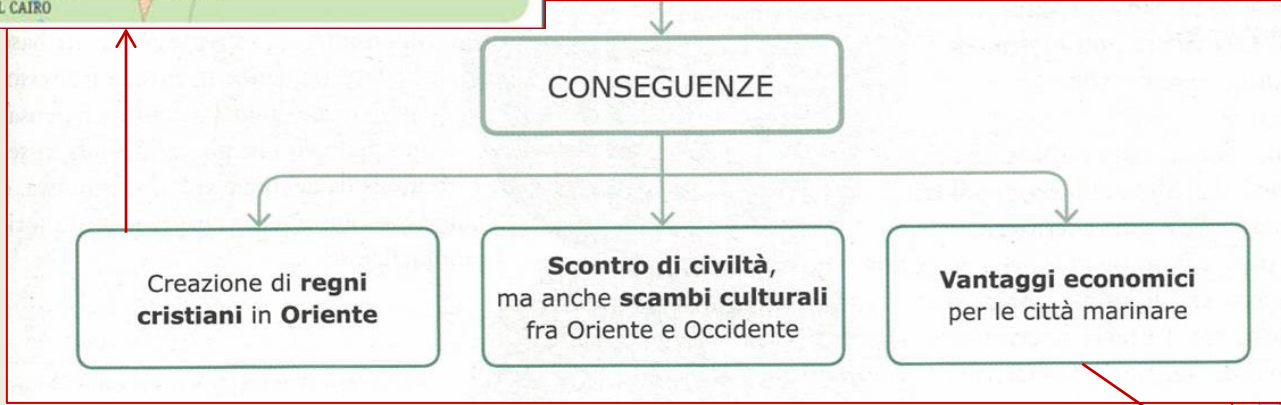 L CAIRO
CONSEGUENZE
Creazione di regni
cristiani in Oriente
Scontro di civiltà,
ma anche scambi culturali
fra Oriente e Occidente
Vantaggi economici
per le città marinare